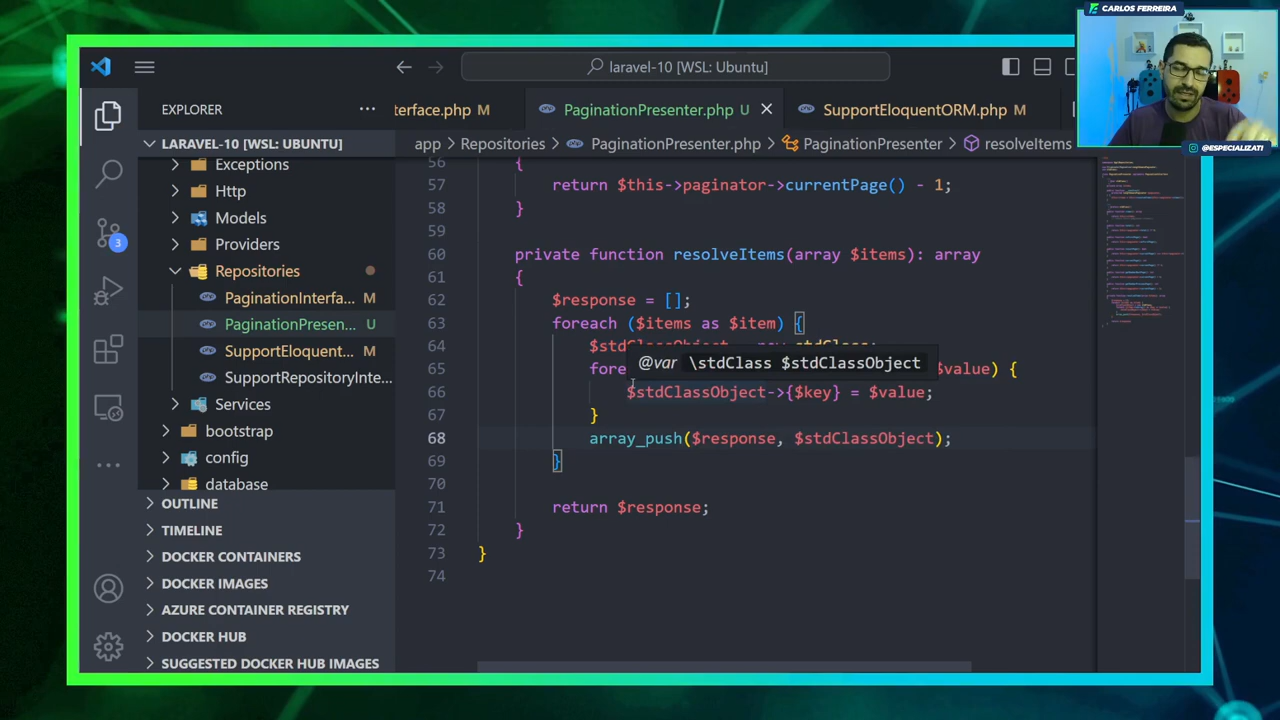 CARLOS FERREIRA
@ESPECIALIZATI
laravel-10 [WSL: Ubuntu]
EXPLORER
LARAVEL-10 [WSL: UBUNTU]
Exceptions
Http
Models
Providers
Repositories
PaginationInterfa... M
PaginationPresen... U
SupportEloquent... M
SupportRepositoryInte...
Services
bootstrap
config
database
OUTLINE
TIMELINE
DOCKER CONTAINERS
DOCKER IMAGES
AZURE CONTAINER REGISTRY
DOCKER HUB
SUGGESTED DOCKER HUB IMAGES
3
terface.php M
PaginationPresenter.php U
SupportEloquentORM.php M
app > Repositories > PaginationPresenter.php > PaginationPresenter > resolveItems
56 {
57 return $this->paginator->currentPage() - 1;
58 }
59
60 private function resolveItems(array $items): array
61 {
62 $response = [];
63 foreach ($items as $item) {
64 $stdClassObject = new stdClass;
@var \stdClass $stdClassObject
65 fore $value) {
66 $stdClassObject->{$key} = $value;
67 }
68 array_push($response, $stdClassObject);
69 }
70
71 return $response;
72 }
73 }
74